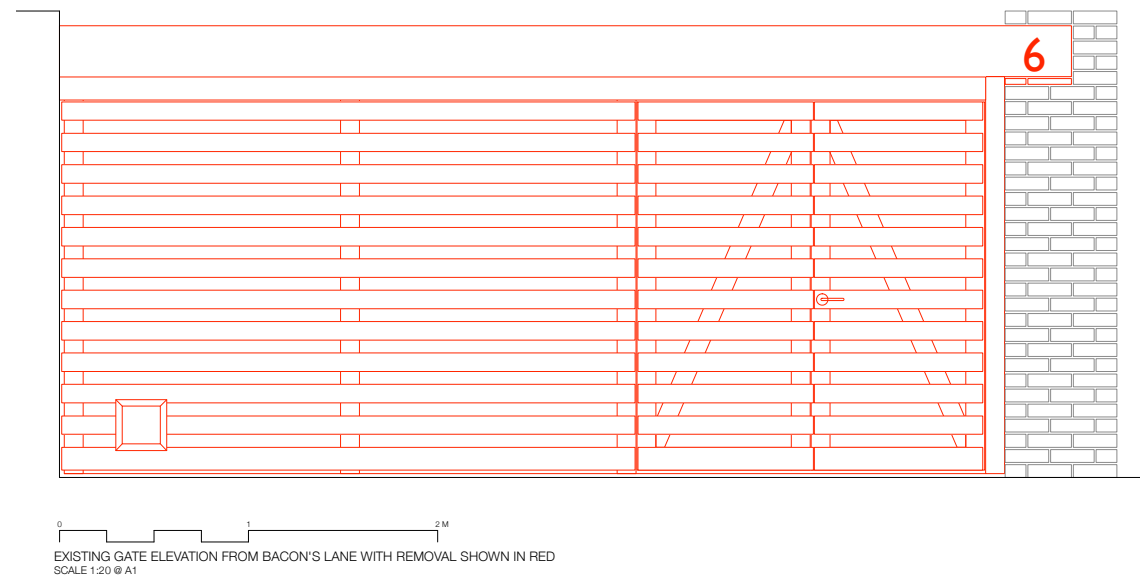 6
0 1 2 M
EXISTING GATE ELEVATION FROM BACON'S LANE WITH REMOVAL SHOWN IN RED
SCALE 1:20 @ A1